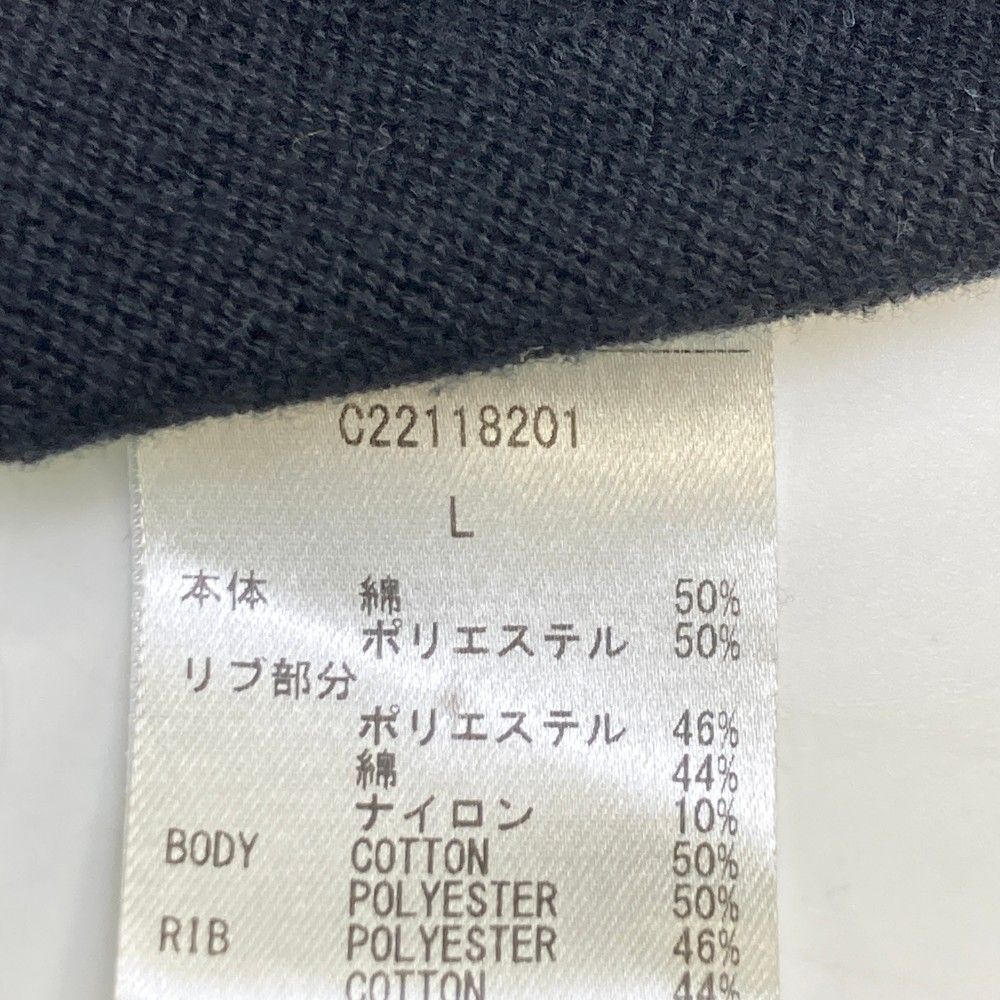 C22118201
L
本体 綿 50%
ポリエステル 50%
リブ部分
ポリエステル 46%
綿 44%
ナイロン 10%
BODY COTTON 50%
POLYESTER 50%
RIB POLYESTER 46%
COTTON 44%